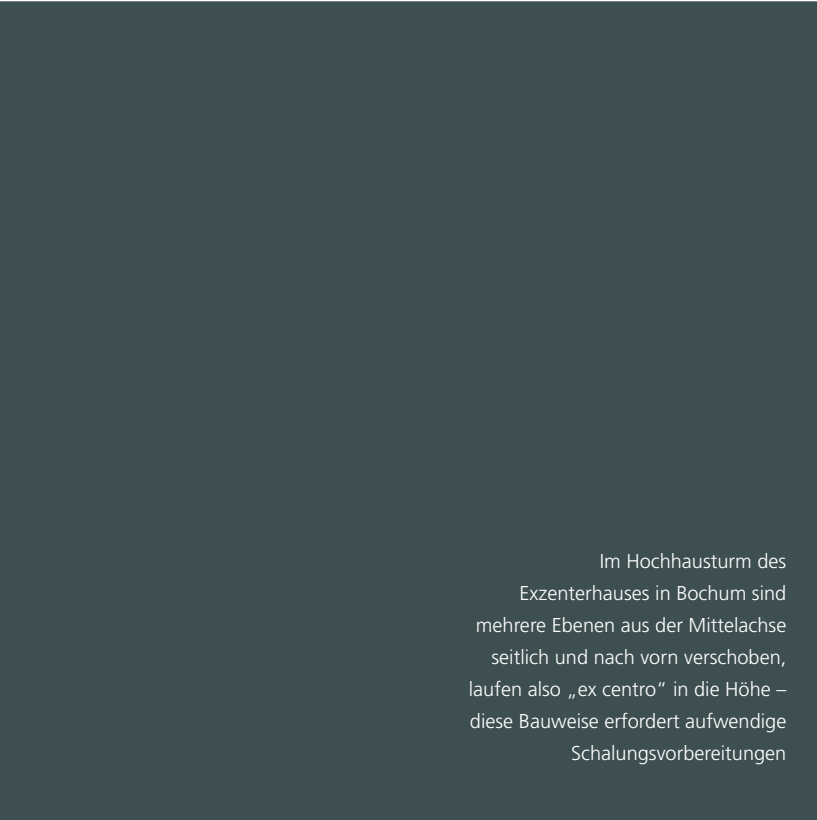 Im Hochhausturm des
Exzenterhauses in Bochum sind
mehrere Ebenen aus der Mittelachse
seitlich und nach vorn verschoben,
laufen also „ex centro“ in die Höhe –
diese Bauweise erfordert aufwendige
Schalungsvorbereitungen